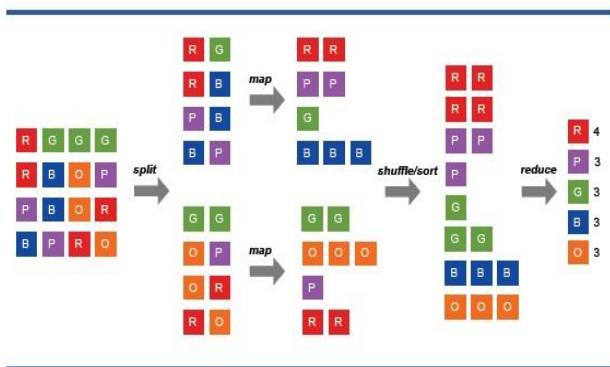 R G G G
R B O P
P B O R
B P R O
split
R G
R B
P B
B P
G G
O P
O R
R O
map
map
R R
P P
G
B B B
G G
O O O
P
R R
shuffle/sort
R R
R R
P P
P
G
G G
B B B
O O O
reduce
R 4
P 3
G 3
B 3
O 3